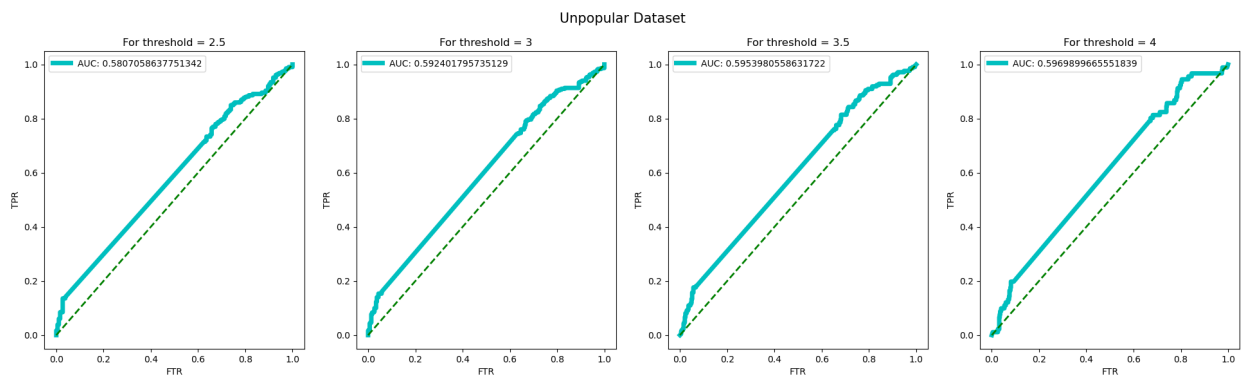 Unpopular Dataset
For threshold = 2.5
AUC: 0.5807058637751342
1.0
0.8
0.6
0.4
0.2
0.0
TPR
0.0 0.2 0.4 0.6 0.8 1.0
FTR
For threshold = 3
AUC: 0.592401795735129
1.0
0.8
0.6
0.4
0.2
0.0
TPR
0.0 0.2 0.4 0.6 0.8 1.0
FTR
For threshold = 3.5
AUC: 0.5953980558631722
1.0
0.8
0.6
0.4
0.2
0.0
TPR
0.0 0.2 0.4 0.6 0.8 1.0
FTR
For threshold = 4
AUC: 0.5969899665551839
1.0
0.8
0.6
0.4
0.2
0.0
TPR
0.0 0.2 0.4 0.6 0.8 1.0
FTR